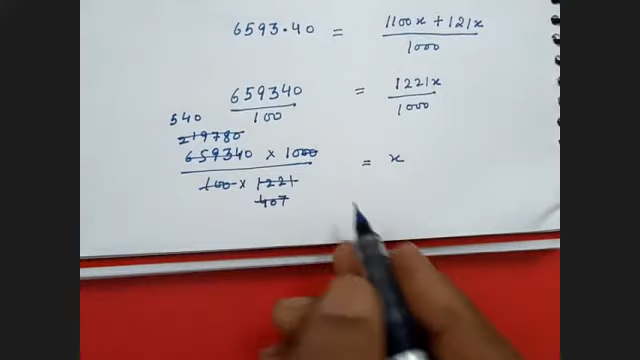 6593.40 = 1100x + 121x / 1000
659340 / 100 = 1221x / 1000
540
219780
659340 × 1000 / 100 × 1221 = x
407